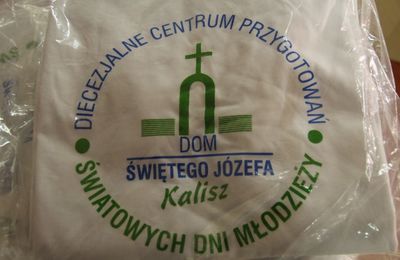 DIECEZJALNE CENTRUM PRZYGOTOWAŃ
DOM
ŚWIĘTEGO JÓZEFA
Kalisz
ŚWIATOWYCH DNI MŁODZIEŻY